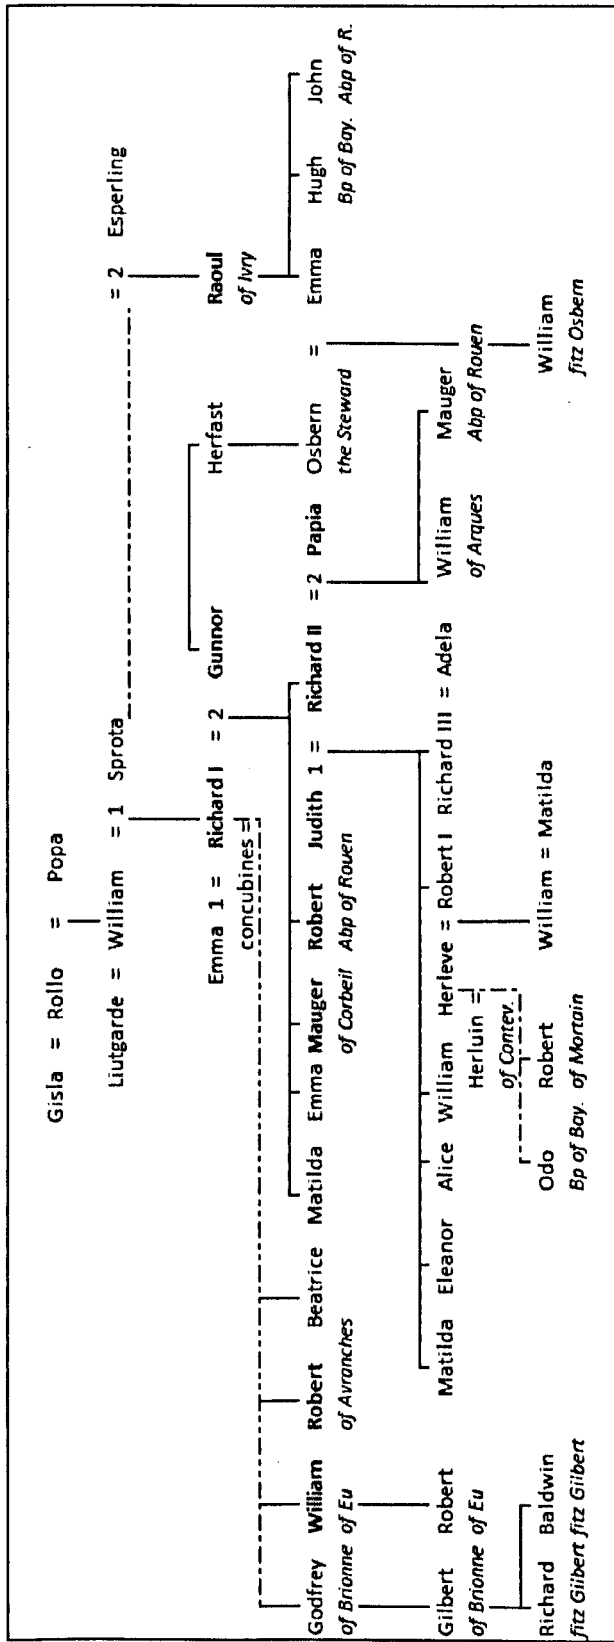 Gisla = Rollo = Popa
Liutgarde = William = 1 Sprota = 2 Esperling
Emma 1 = Richard I = 2 Gunnor Herfast Raoul
concubines = of Ivry
Godfrey William Robert Beatrice Matilda Emma Mauger Robert Judith 1 = Richard II = 2 Papia Osbern = Emma Hugh John
of Brionne of Eu of Avranches of Corbeil Abp of Rouen the Steward Bp of Bay. Abp of R.
Gilbert Robert Matilda Eleanor Alice William Herleve = Robert I Richard III = Adela William Mauger
of Brionne of Eu Herluin = of Arques Abp of Rouen
of Contev.
Richard Baldwin Odo Robert William = Matilda William
fitz Gilbert fitz Gilbert Bp of Bay. of Mortain fitz Osbern